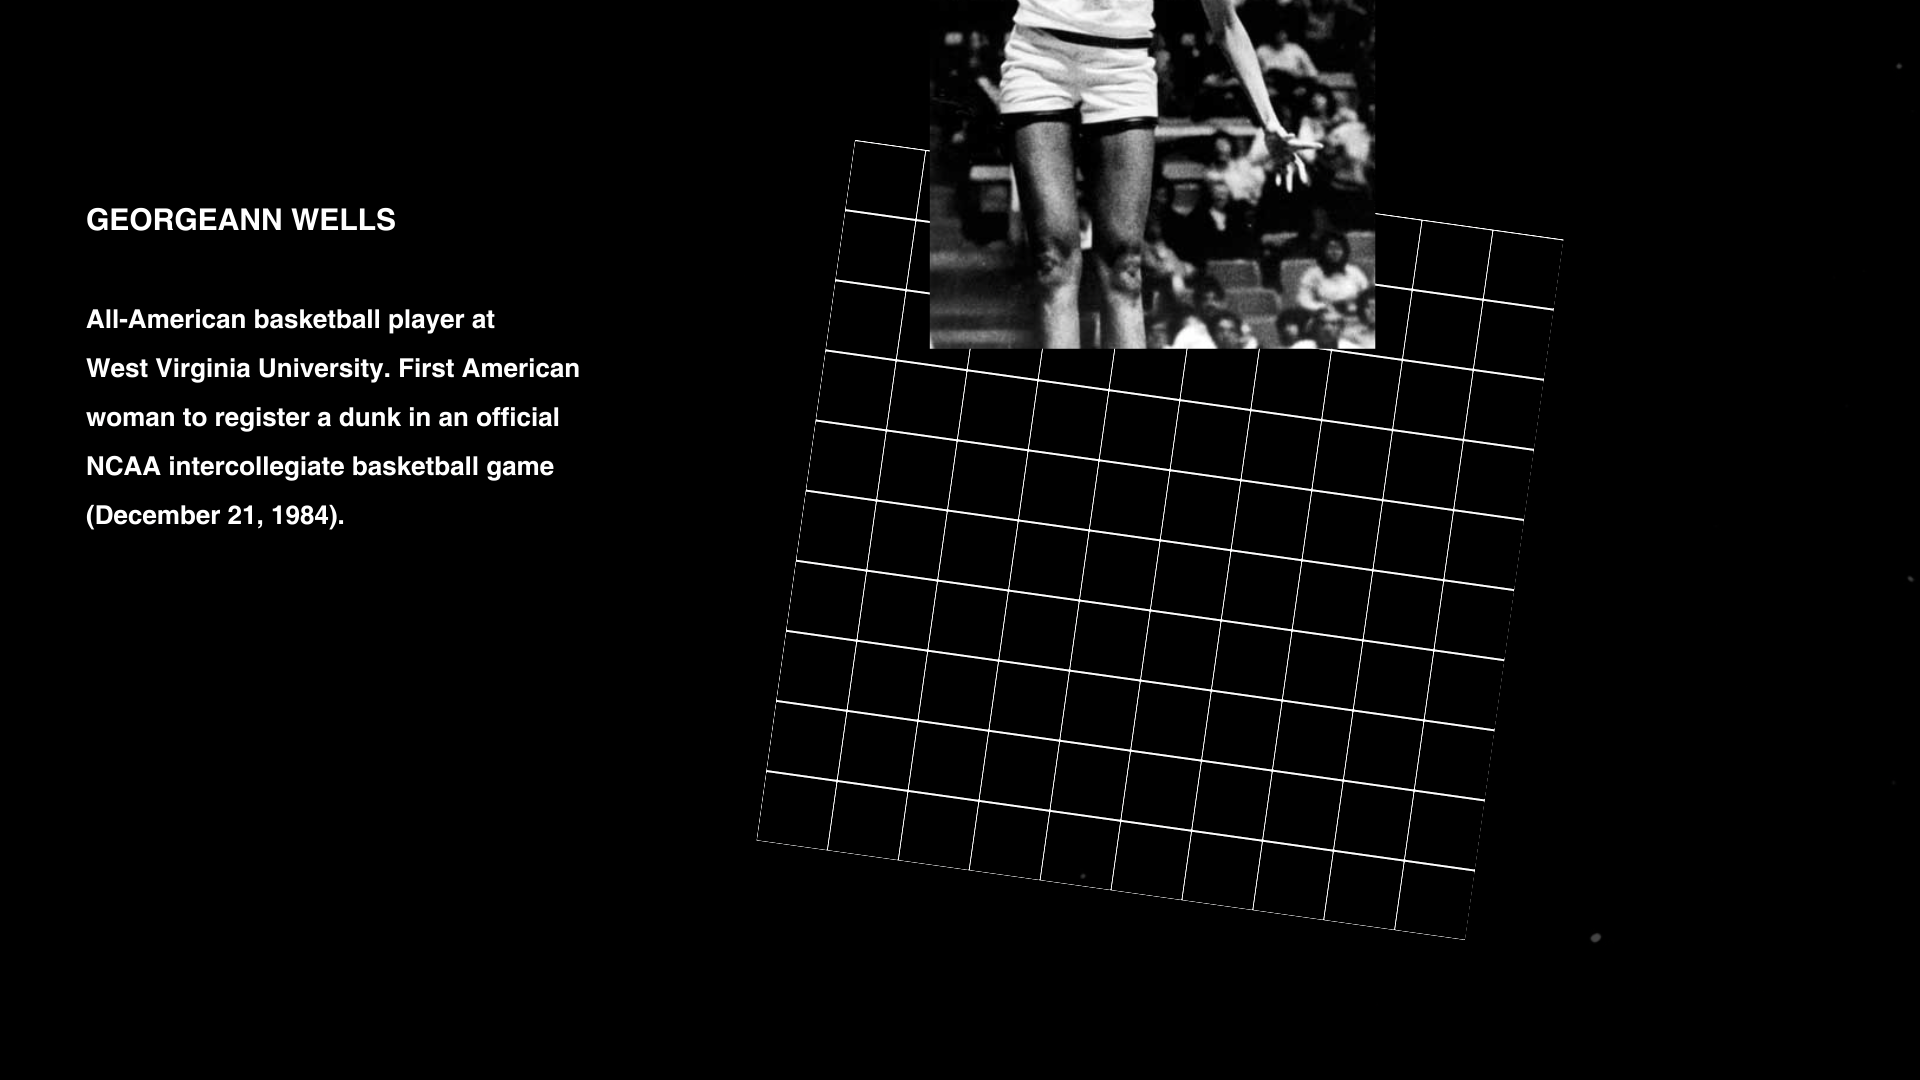 GEORGEANN WELLS
All-American basketball player at
West Virginia University. First American
woman to register a dunk in an official
NCAA intercollegiate basketball game
(December 21, 1984).